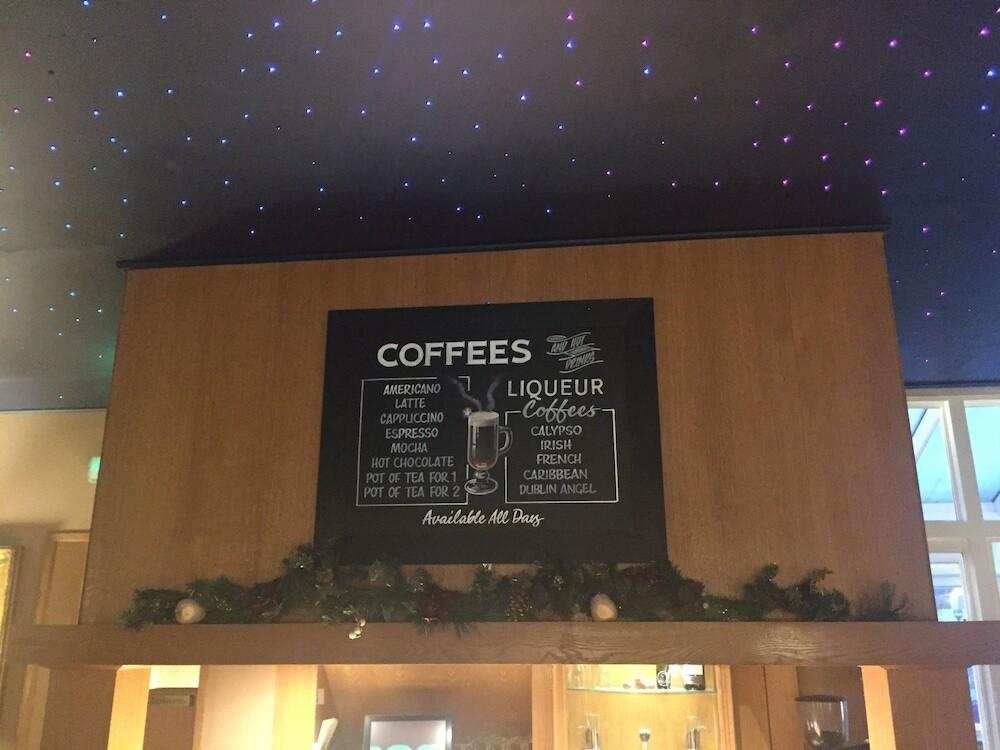 COFFEES
AND HOT
DRINKS
AMERICANO
LATTE
CAPPUCCINO
ESPRESSO
MOCHA
HOT CHOCOLATE
POT OF TEA FOR 1
POT OF TEA FOR 2
LIQUEUR
Coffees
CALYPSO
IRISH
FRENCH
CARIBBEAN
DUBLIN ANGEL
Available All Day